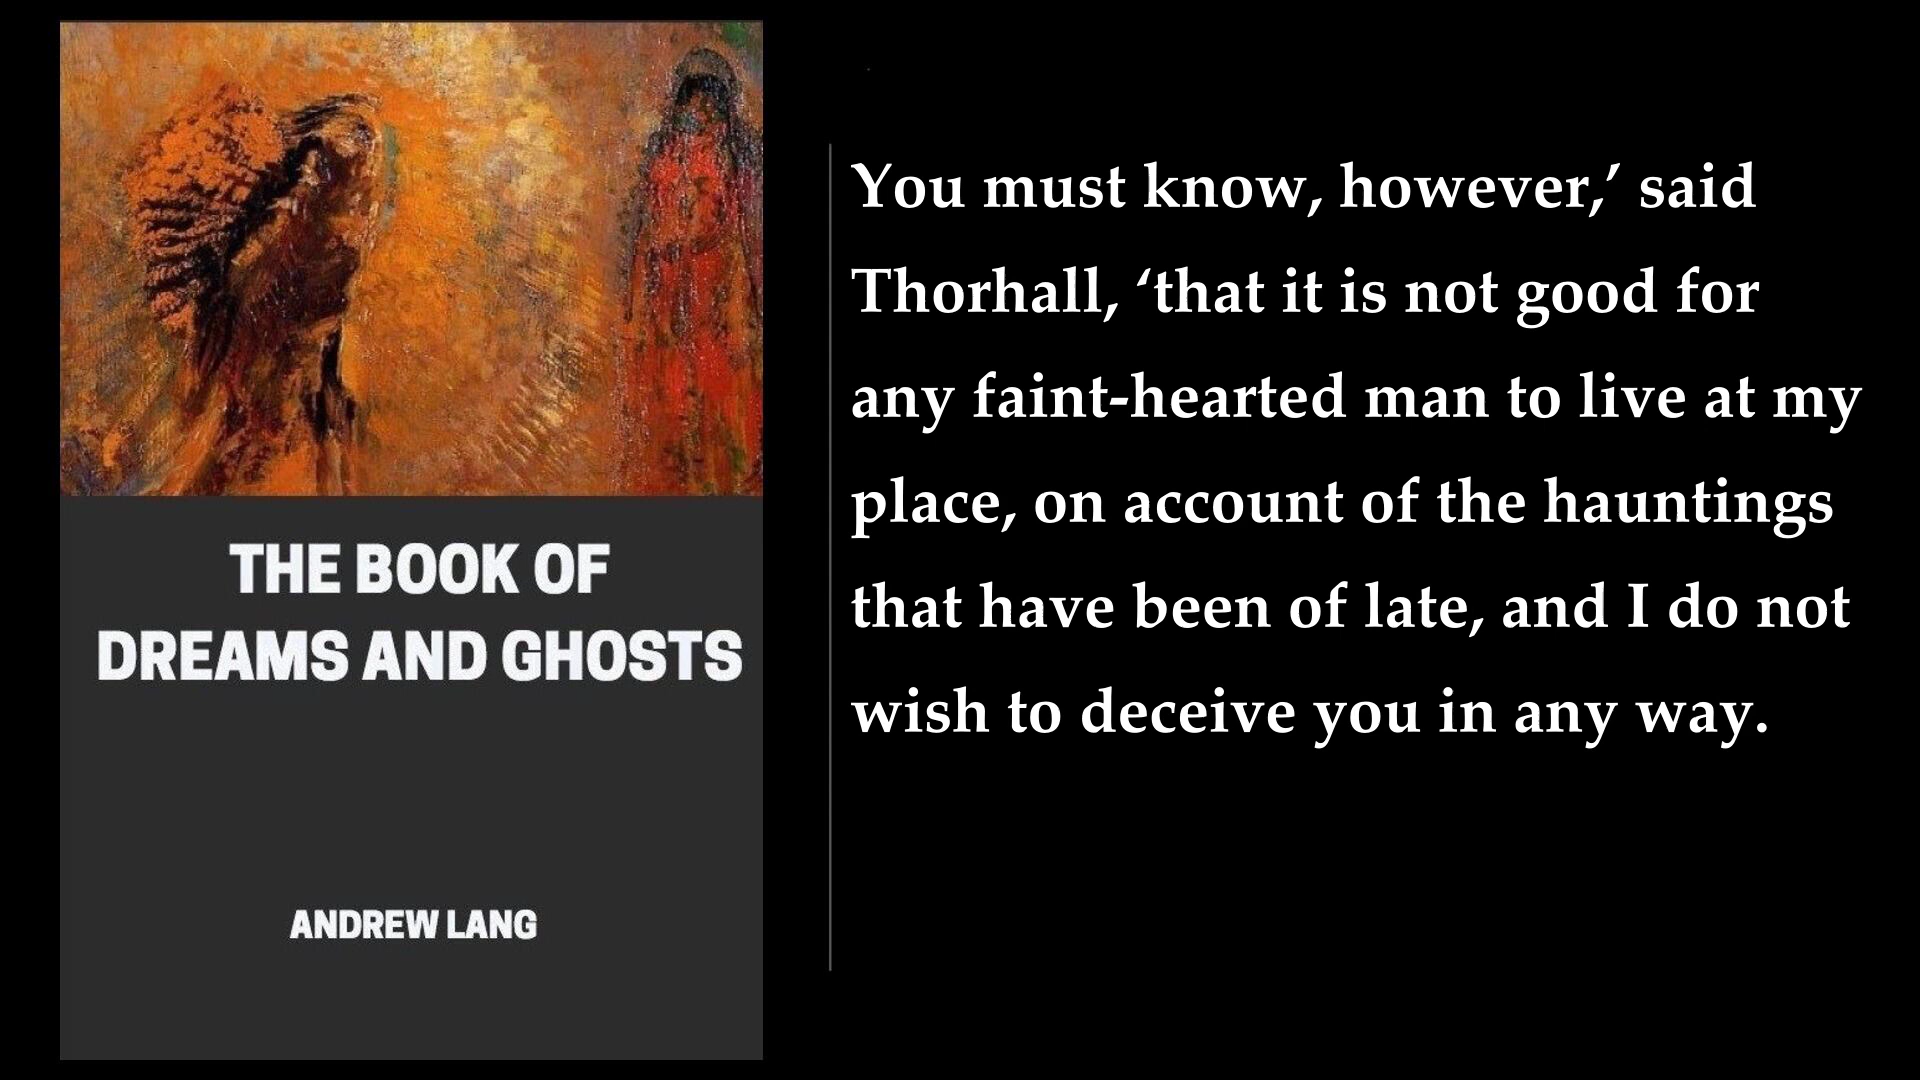 THE BOOK OF
DREAMS AND GHOSTS
ANDREW LANG
You must know, however,’ said
Thorhall, ‘that it is not good for
any faint-hearted man to live at my
place, on account of the hauntings
that have been of late, and I do not
wish to deceive you in any way.